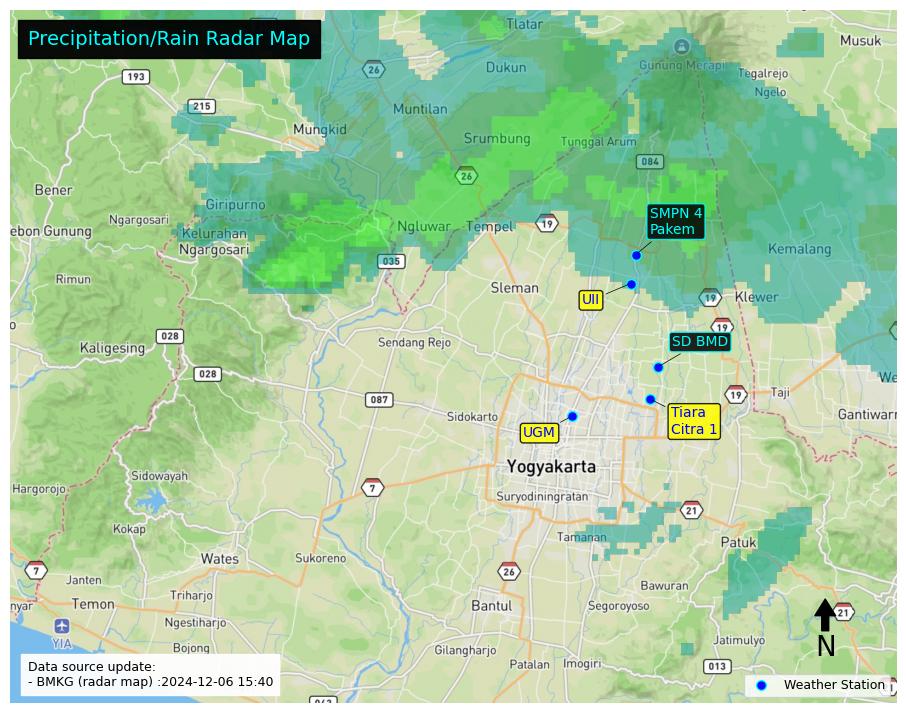 Precipitation/Rain Radar Map
Tlatar
Musuk
26
Dukun
Gunung Merapi
Tegalrejo
193
Ngelo
215
Muntilan
Mungkid
Srumbung
Tunggal Arum
084
26
Bener
Giripurno
Ngargosari
SMPN 4
Pakem
ebon Gunung
Kelurahan
Ngargosari
Ngluwar
Tempel
19
Kemalang
035
Rimun
Sleman
UII
19
Klewer
19
028
Kaligesing
Sendang Rejo
SD BMD
We
028
087
19
Taji
Sidokarto
Tiara
Citra 1
Gantiwarn
UGM
Yogyakarta
Sidowayah
Hargorojo
7
Suryodiningratan
21
Kokap
Tamanan
Patuk
Wates
Sukoreno
7
26
Janten
Bawuran
nyar
Temon
Triharjo
Bantul
Segoroyoso
21
Ngestiharjo
YIA
Bojong
Gilangharjo
Jatimulyo
N
Patalan
Imogiri
013
Data source update:
- BMKG (radar map) :2024-12-06 15:40
Weather Station